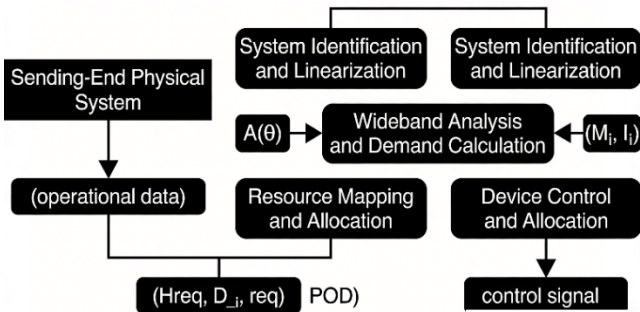 System Identification
and Linearization
System Identification
and Linearization
Sending-End Physical
System
A(θ)
Wideband Analysis
and Demand Calculation
(Mᵢ, Iᵢ)
(operational data)
Resource Mapping
and Allocation
Device Control
and Allocation
(Hreq, D_i, req)
POD)
control signal